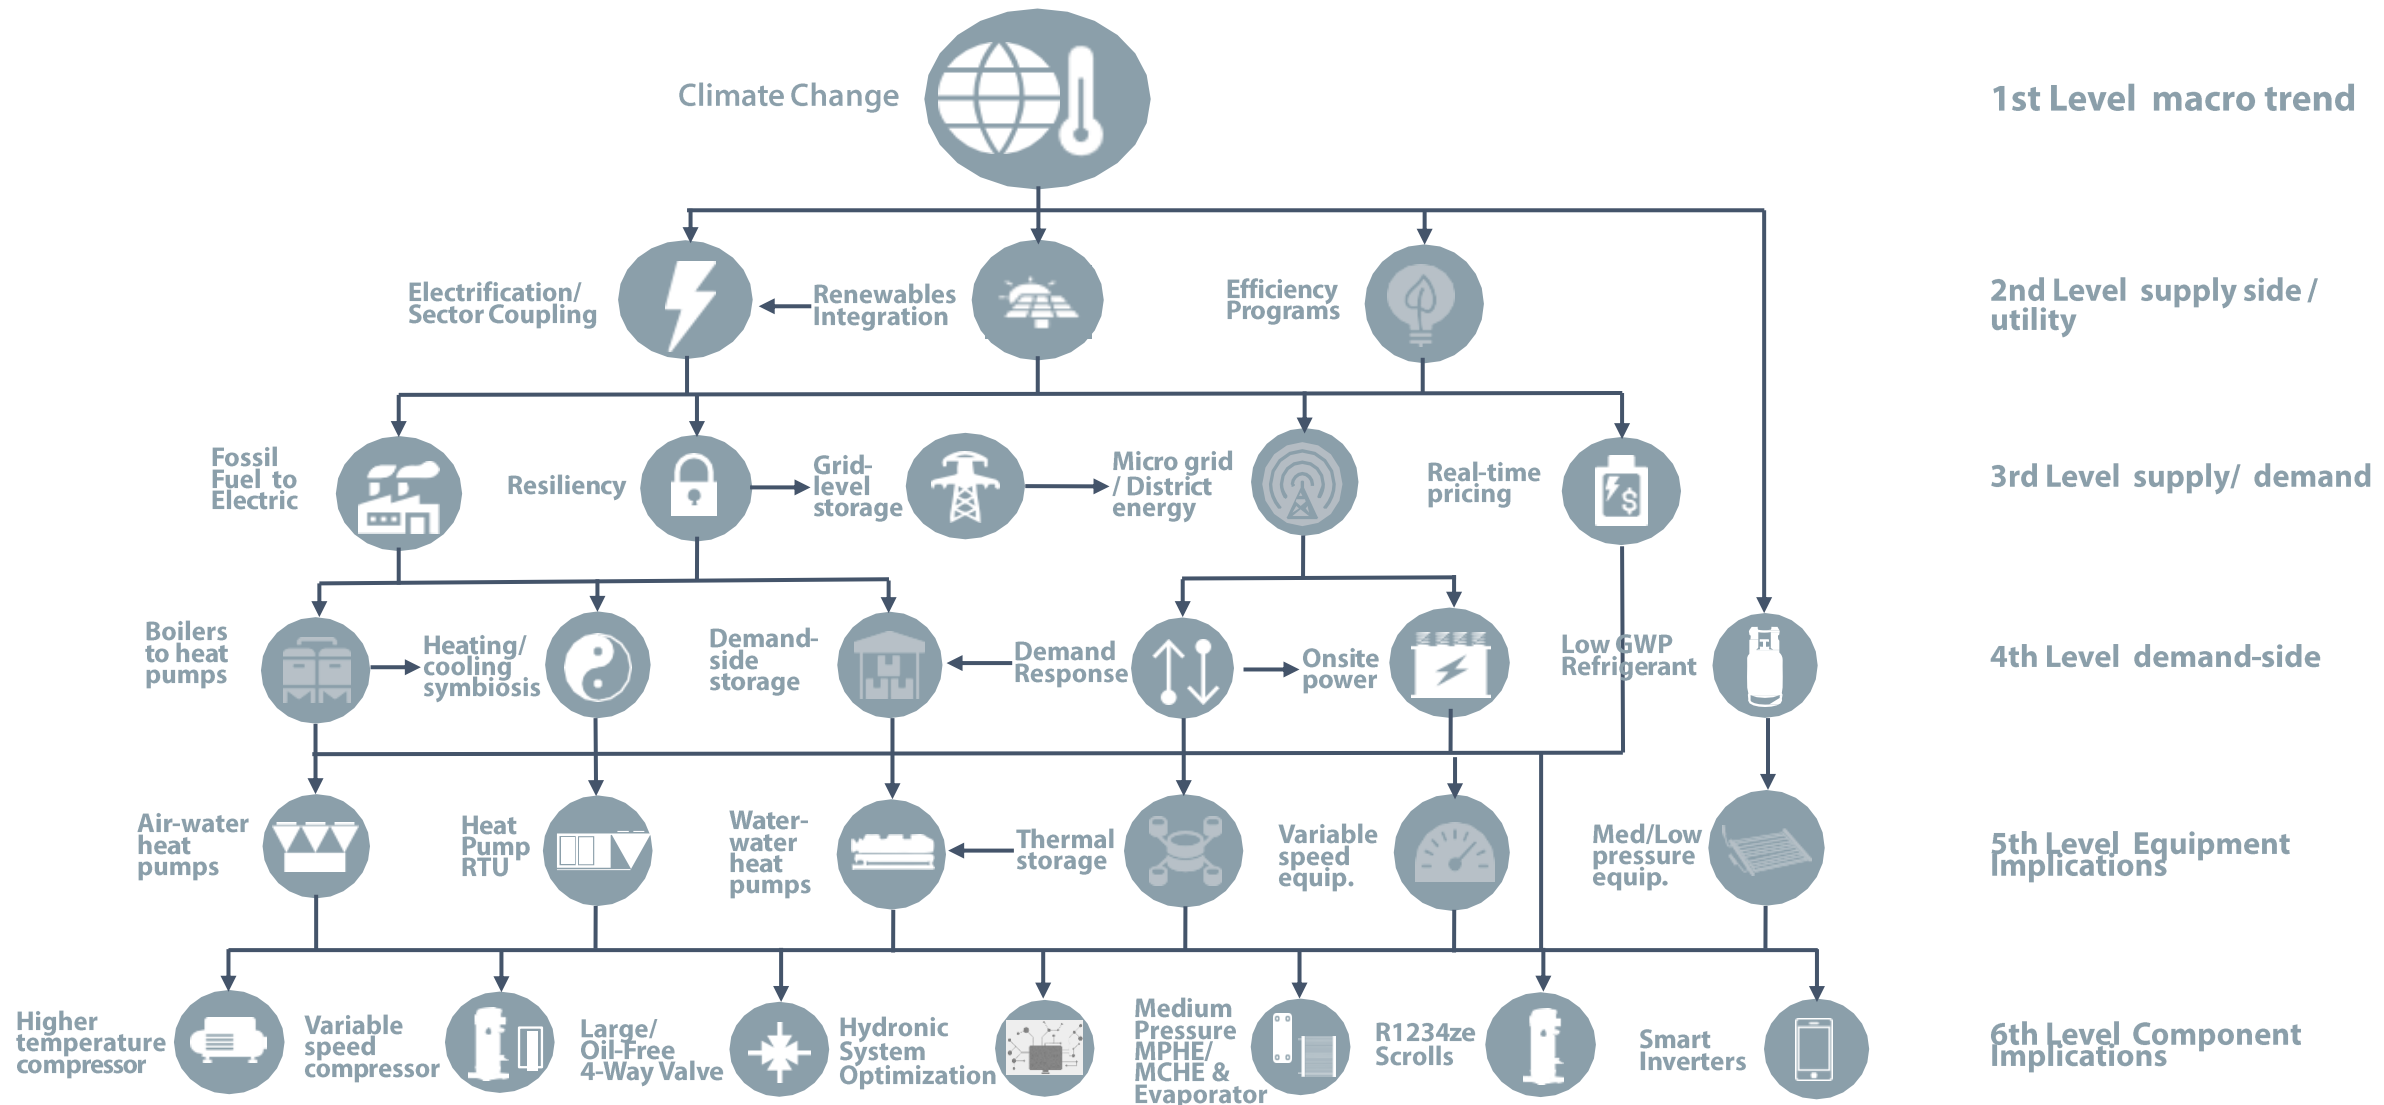 Climate Change
1st Level macro trend
Electrification/
Sector Coupling
Renewables
Integration
Efficiency
Programs
2nd Level supply side /
utility
Fossil
Fuel to
Electric
Resiliency
Grid-
level
storage
Micro grid
/ District
energy
Real-time
pricing
$
3rd Level supply/ demand
Boilers
to heat
pumps
Heating/
cooling
symbiosis
Demand-
side
storage
Demand
Response
Onsite
power
Low GWP
Refrigerant
4th Level demand-side
Air-water
heat
pumps
Heat
Pump
RTU
Water-
water
heat
pumps
Thermal
storage
Variable
speed
equip.
Med/Low
pressure
equip.
5th Level Equipment
Implications
Higher
temperature
compressor
Variable
speed
compressor
Large/
Oil-Free
4-Way Valve
Hydronic
System
Optimization
Medium
Pressure
MPHE/
MCHE &
Evaporator
R1234ze
Scrolls
Smart
Inverters
6th Level Component
Implications